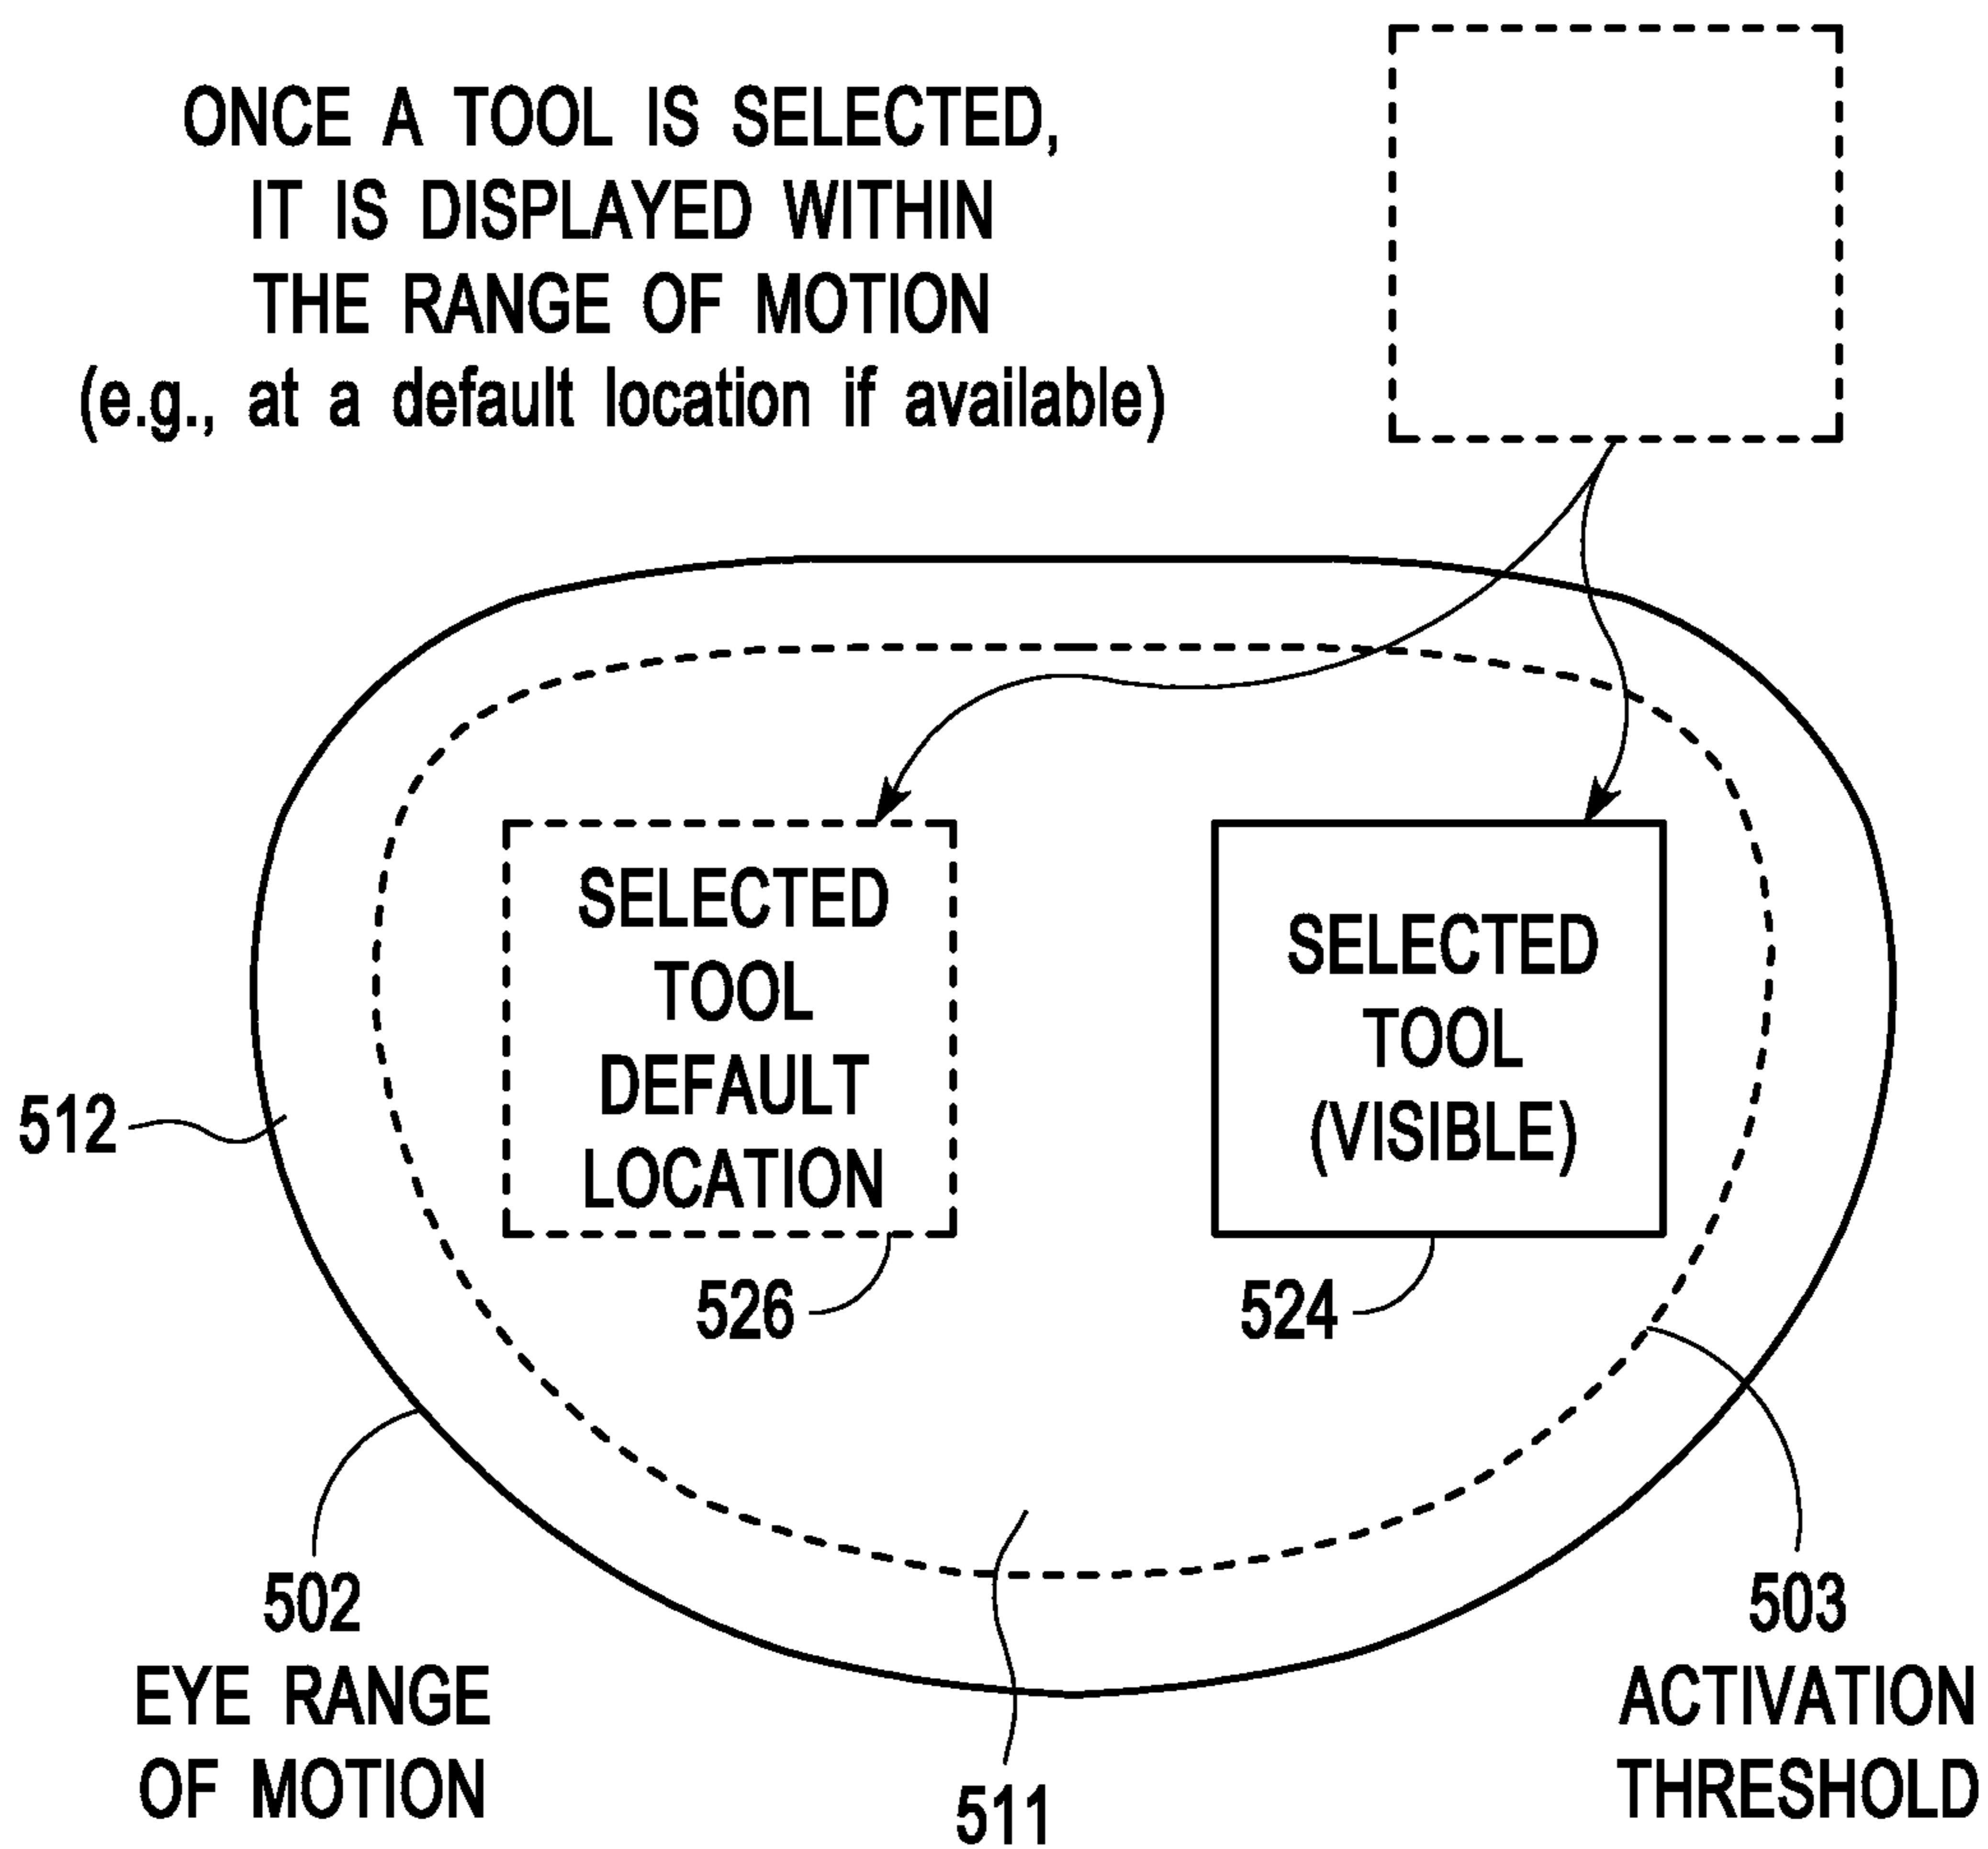 ONCE A TOOL IS SELECTED,
IT IS DISPLAYED WITHIN
THE RANGE OF MOTION
(e.g., at a default location if available)
SELECTED
TOOL
DEFAULT
LOCATION
SELECTED
TOOL
(VISIBLE)
512
526
524
502
EYE RANGE
OF MOTION
511
503
ACTIVATION
THRESHOLD